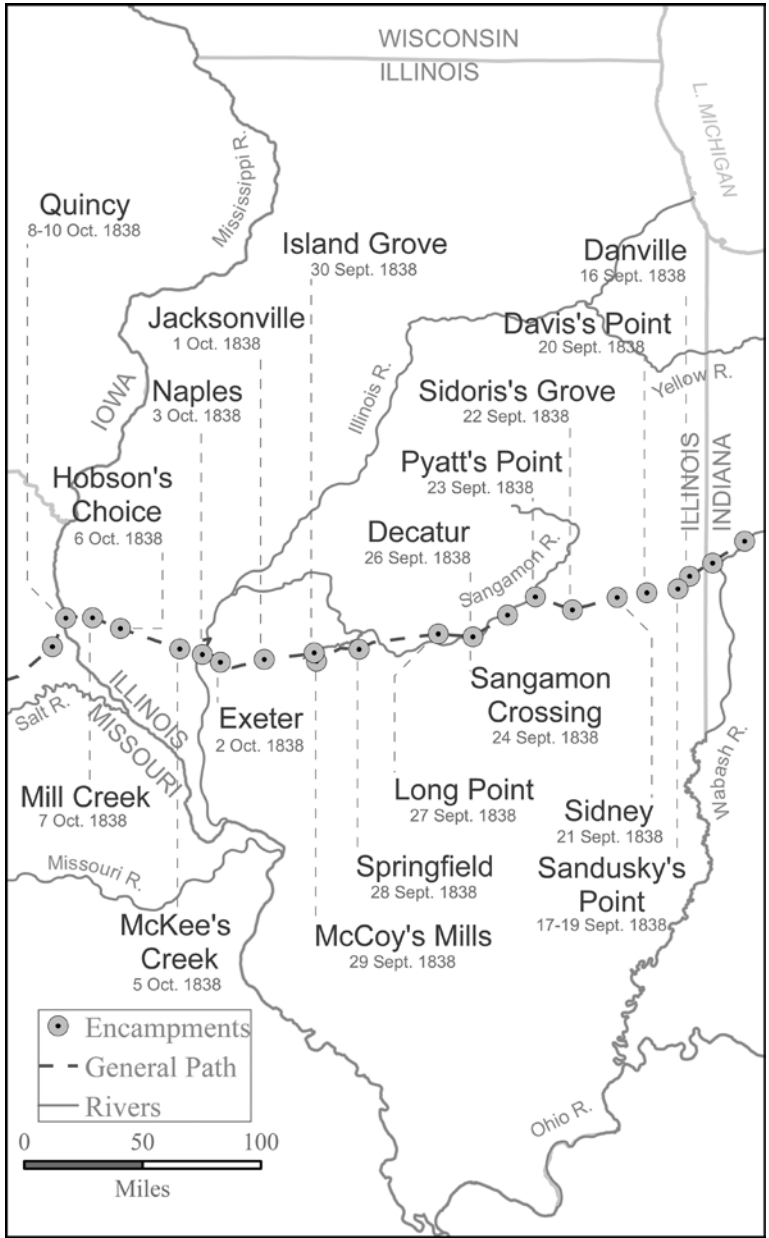 WISCONSIN
ILLINOIS
L. MICHIGAN
Mississippi R.
Quincy
8-10 Oct. 1838
Island Grove
30 Sept. 1838
Danville
16 Sept. 1838
Jacksonville
1 Oct. 1838
Davis's Point
20 Sept. 1838
Illinois R.
IOWA
Naples
3 Oct. 1838
Yellow R.
Sidoris's Grove
22 Sept. 1838
Pyatt's Point
23 Sept. 1838
ILLINOIS
INDIANA
Hobson's
Choice
6 Oct. 1838
Decatur
26 Sept. 1838
Sangamon R.
Sangamon
Crossing
24 Sept. 1838
ILLINOIS
MISSOURI
Salt R.
Exeter
2 Oct. 1838
Wabash R.
Mill Creek
7 Oct. 1838
Long Point
27 Sept. 1838
Sidney
21 Sept. 1838
Missouri R.
Springfield
28 Sept. 1838
Sandusky's
Point
17-19 Sept. 1838
McKee's
Creek
5 Oct. 1838
McCoy's Mills
29 Sept. 1838
Encampments
General Path
Rivers
Ohio R.
0 50 100
Miles